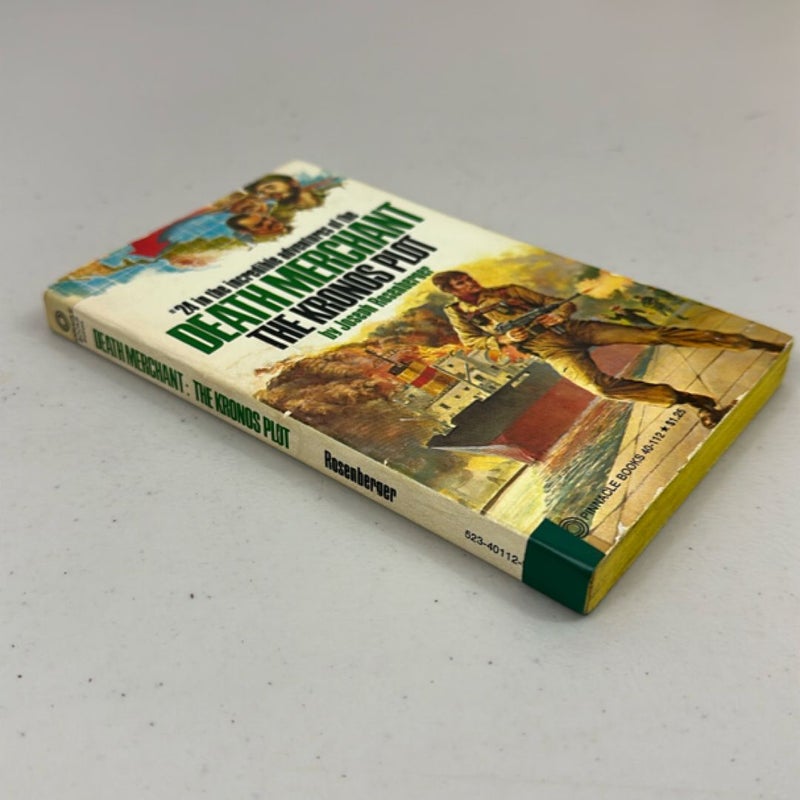 #24 in the incredible adventures of the
DEATH MERCHANT
THE KRONOS PLOT
by Joseph Rosenberger
PINNACLE BOOKS 40-112 ★ $1.25
DEATH MERCHANT: THE KRONOS PLOT
Rosenberger
523-40112-